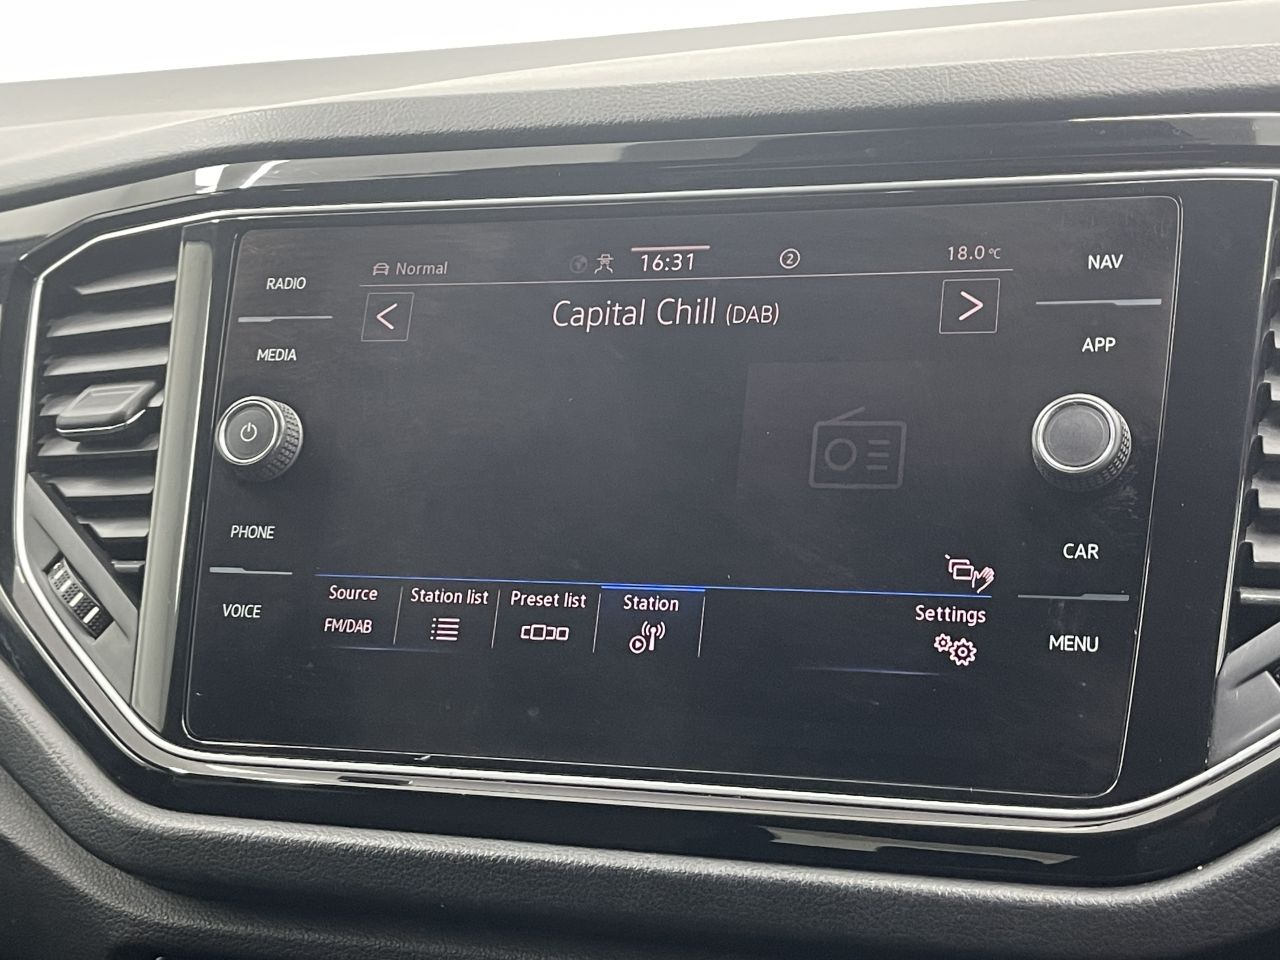 Normal
16:31
2
18.0°C
< Capital Chill (DAB) >
RADIO
MEDIA
PHONE
VOICE
NAV
APP
CAR
MENU
Source
FM/DAB
Station list
Preset list
Station
Settings